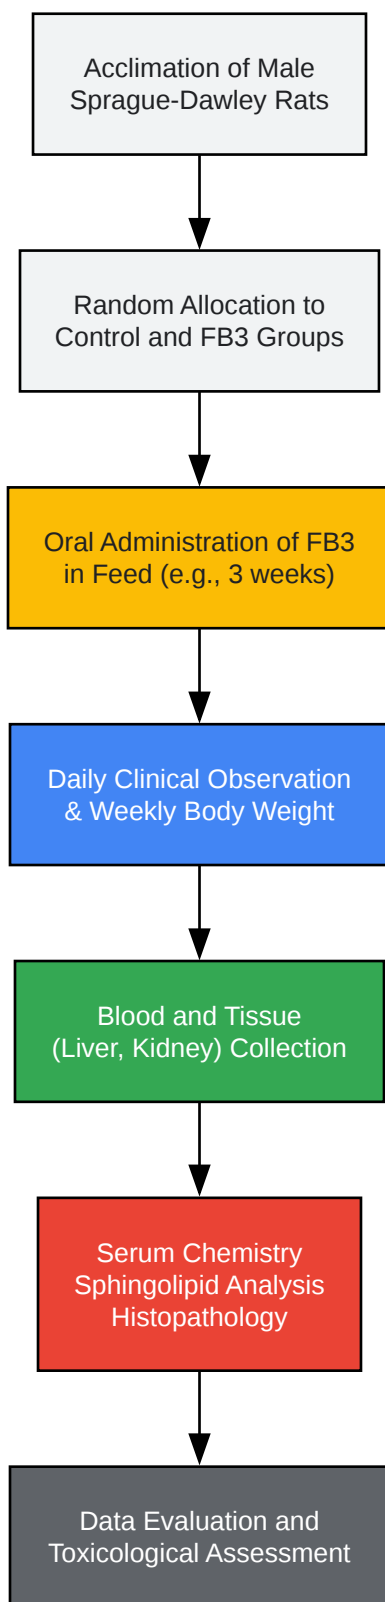 Acclimation of Male
Sprague-Dawley Rats
Random Allocation to
Control and FB3 Groups
Oral Administration of FB3
in Feed (e.g., 3 weeks)
Daily Clinical Observation
& Weekly Body Weight
Blood and Tissue
(Liver, Kidney) Collection
Serum Chemistry
Sphingolipid Analysis
Histopathology
Data Evaluation and
Toxicological Assessment